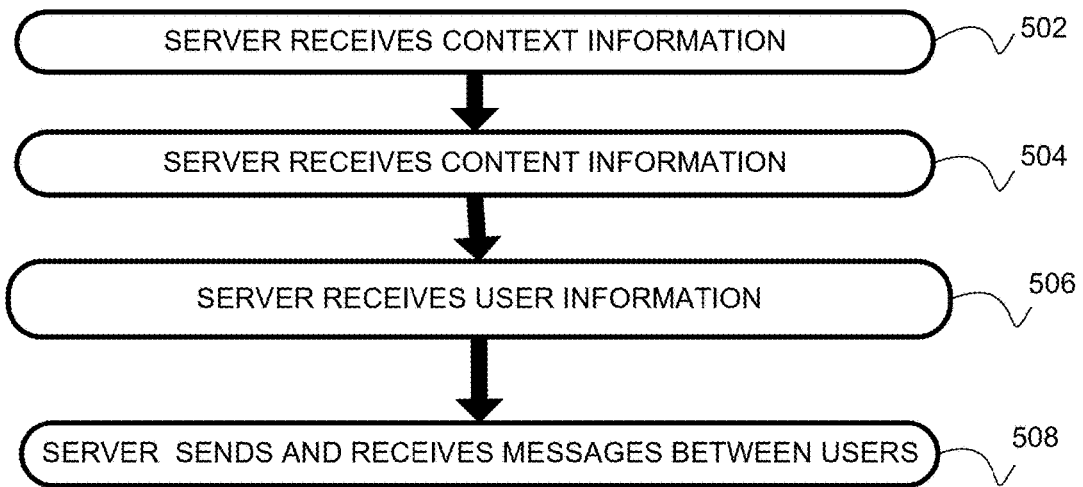 SERVER RECEIVES CONTEXT INFORMATION 502
SERVER RECEIVES CONTENT INFORMATION 504
SERVER RECEIVES USER INFORMATION 506
SERVER SENDS AND RECEIVES MESSAGES BETWEEN USERS 508